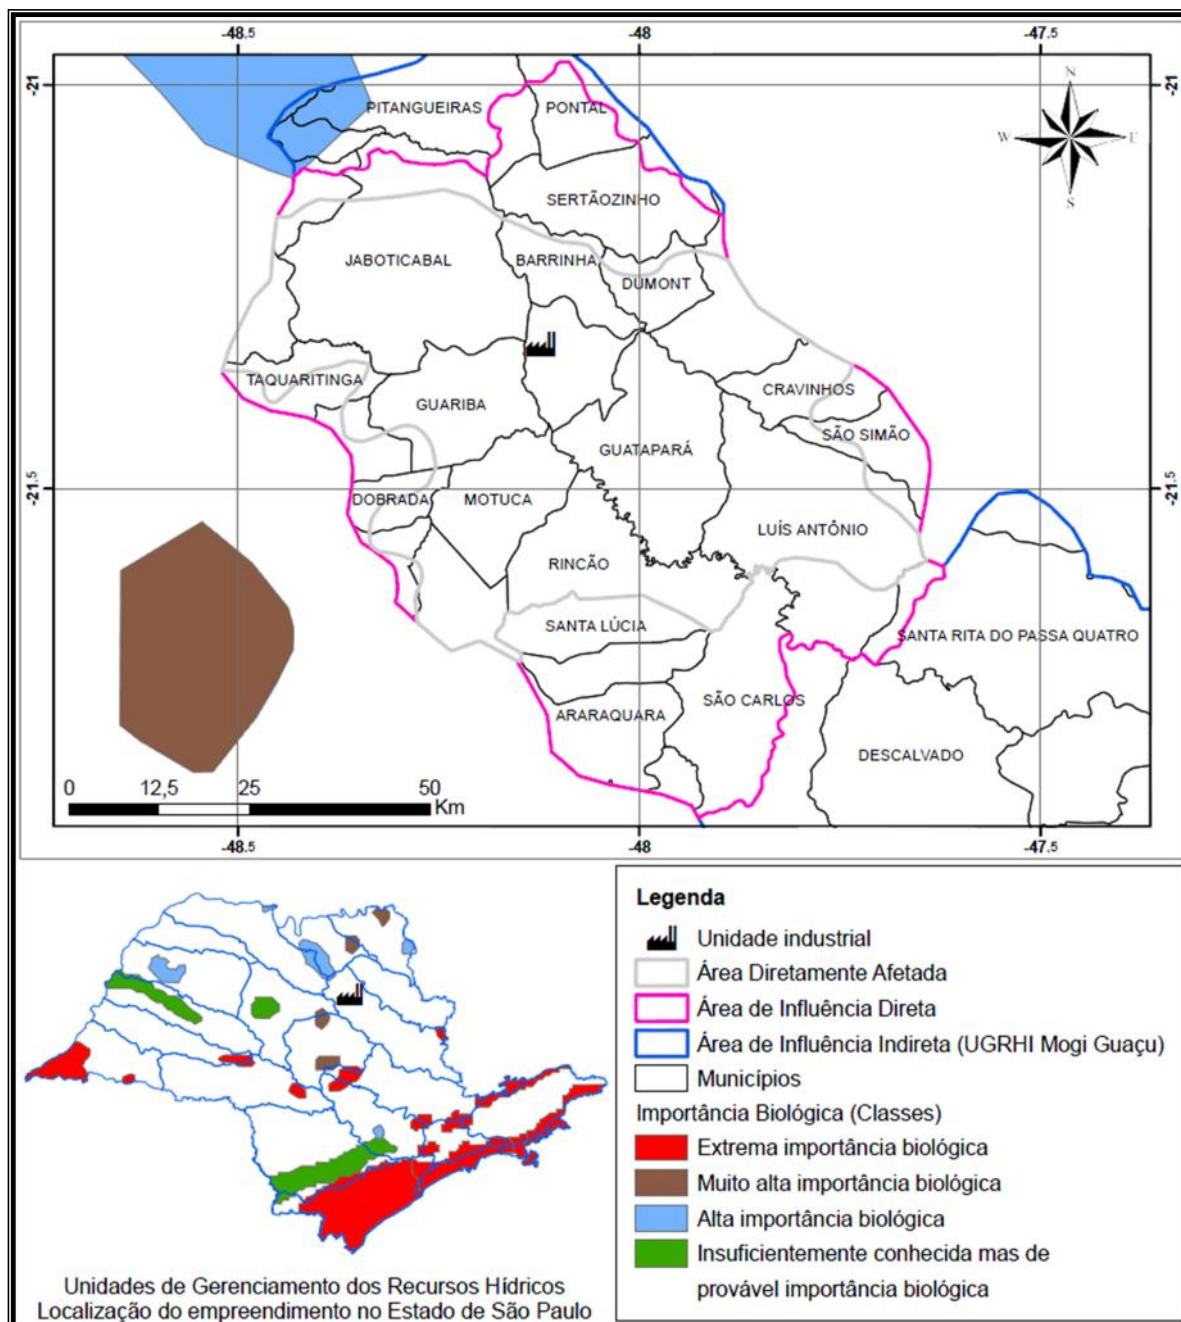 -48.5
-48
-47.5
-21
-21
N
W
E
S
PITANGUEIRAS
PONTAL
SERTÃOZINHO
JABOTICABAL
BARRINHA
DUMONT
TAQUARITINGA
GUARIBA
CRAVINHOS
SÃO SIMÃO
GUATAPARÁ
-21.5
-21.5
DOBRADA
MOTUCA
LUÍS ANTÔNIO
RINCÃO
SANTA LÚCIA
SANTA RITA DO PASSA QUATRO
ARARAQUARA
SÃO CARLOS
DESCALVADO
0
12,5
25
50
Km
-48.5
-48
-47.5
Legenda
Unidade industrial
Área Diretamente Afetada
Área de Influência Direta
Área de Influência Indireta (UGRHI Mogi Guaçu)
Municípios
Importância Biológica (Classes)
Extrema importância biológica
Muito alta importância biológica
Alta importância biológica
Insuficientemente conhecida mas de
provável importância biológica
Unidades de Gerenciamento dos Recursos Hídricos
Localização do empreendimento no Estado de São Paulo